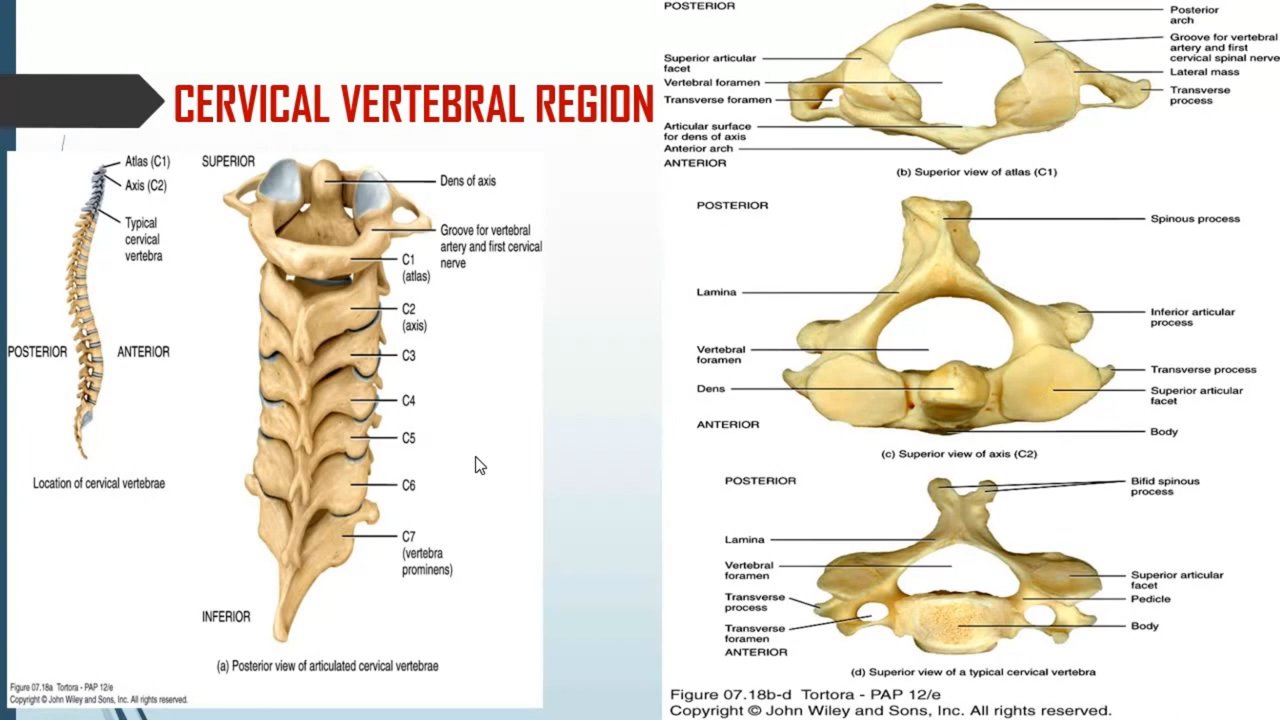 CERVICAL VERTEBRAL REGION
Atlas (C1)
Axis (C2)
Typical
cervical
vertebra
POSTERIOR
ANTERIOR
Location of cervical vertebrae
SUPERIOR
Dens of axis
Groove for vertebral
artery and first cervical
nerve
C1
(atlas)
C2
(axis)
C3
C4
C5
C6
C7
(vertebra
prominens)
INFERIOR
(a) Posterior view of articulated cervical vertebrae
Figure 07.18a Tortora - PAP 12/e
Copyright © John Wiley and Sons, Inc. All rights reserved.
POSTERIOR
Posterior
arch
Groove for vertebral
artery and first
cervical spinal nerve
Superior articular
facet
Lateral mass
Vertebral foramen
Transverse
process
Transverse foramen
Articular surface
for dens of axis
Anterior arch
ANTERIOR
(b) Superior view of atlas (C1)
POSTERIOR
Spinous process
Lamina
Inferior articular
process
Vertebral
foramen
Transverse process
Dens
Superior articular
facet
ANTERIOR
Body
(c) Superior view of axis (C2)
POSTERIOR
Bifid spinous
process
Lamina
Vertebral
foramen
Superior articular
facet
Transverse
process
Pedicle
Transverse
foramen
Body
ANTERIOR
(d) Superior view of a typical cervical vertebra
Figure 07.18b-d Tortora - PAP 12/e
Copyright © John Wiley and Sons, Inc. All rights reserved.